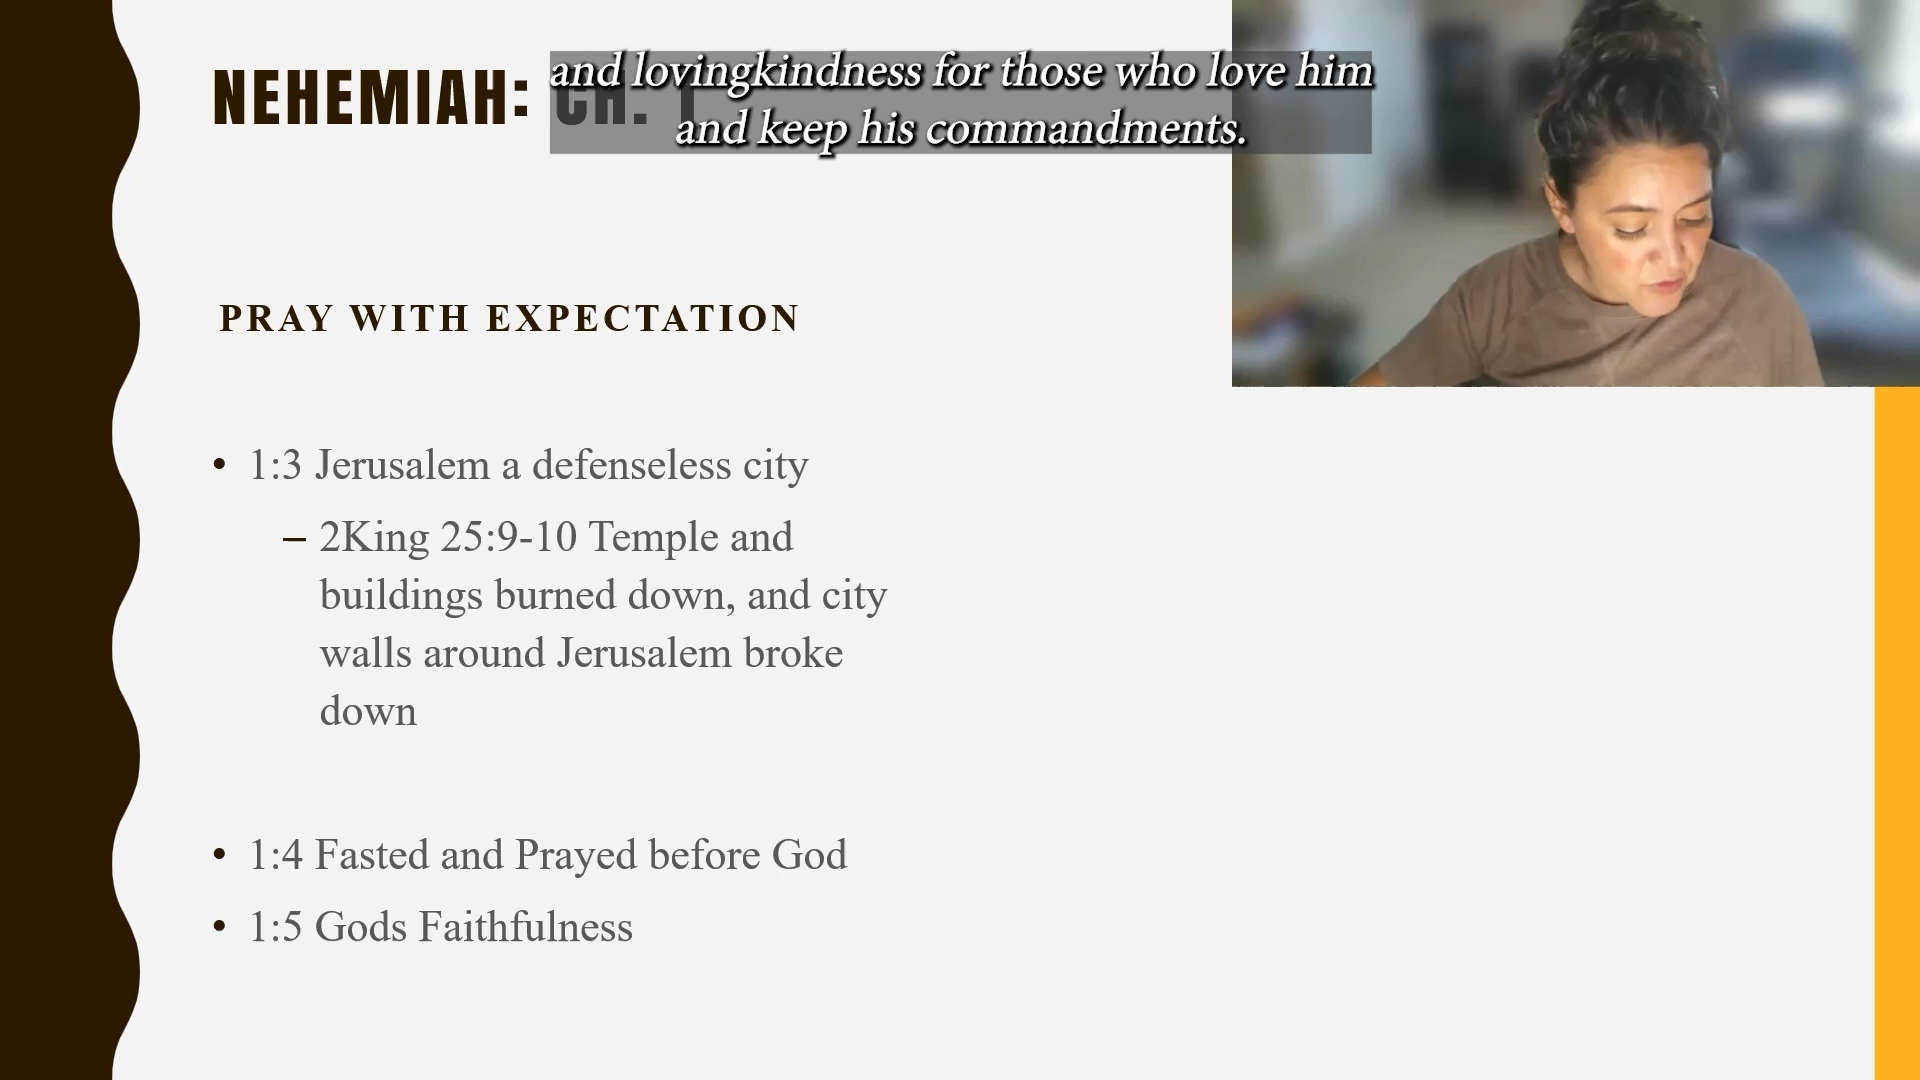 NEHEMIAH: CH. 1
and lovingkindness for those who love him
and keep his commandments.
PRAY WITH EXPECTATION
• 1:3 Jerusalem a defenseless city
– 2King 25:9-10 Temple and
buildings burned down, and city
walls around Jerusalem broke
down
• 1:4 Fasted and Prayed before God
• 1:5 Gods Faithfulness